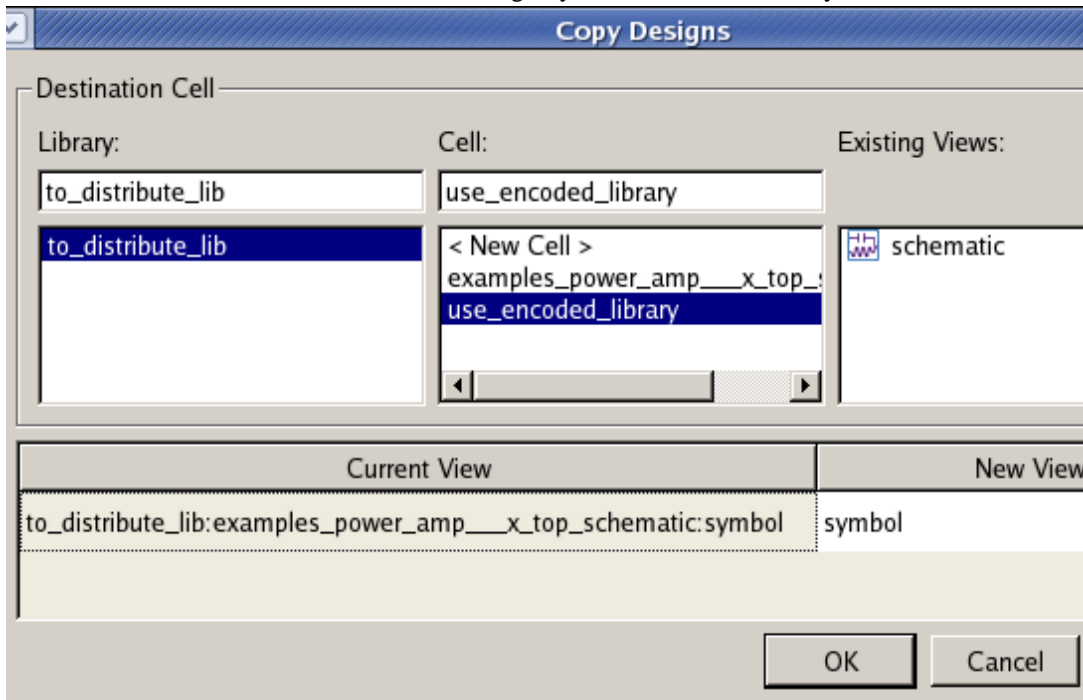 Copy Designs
Destination Cell
Library:
Cell:
Existing Views:
to_distribute_lib
use_encoded_library
to_distribute_lib
< New Cell >
examples_power_amp___x_top_
use_encoded_library
schematic
Current View
New View
to_distribute_lib:examples_power_amp___x_top_schematic:symbol
symbol
OK
Cancel